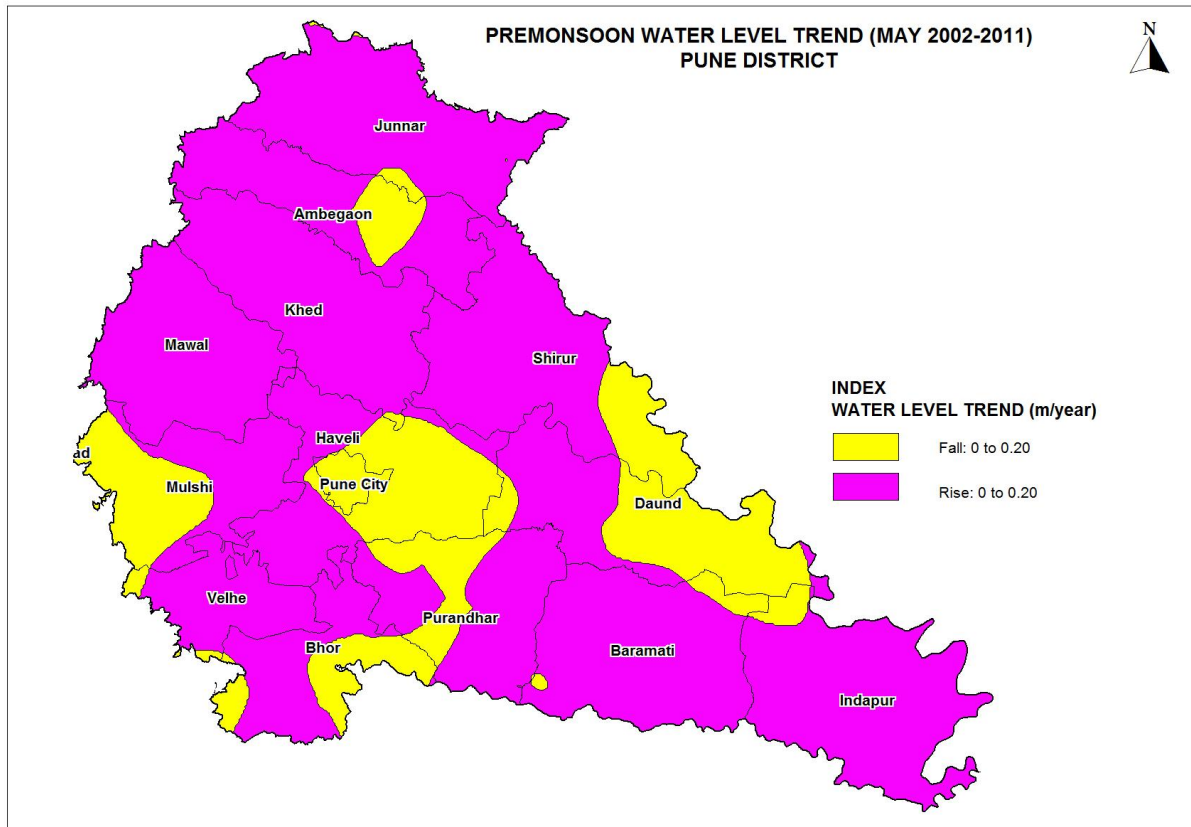 PREMONSOON WATER LEVEL TREND (MAY 2002-2011)
PUNE DISTRICT
N
Junnar
Ambegaon
Khed
Mawal
Shirur
INDEX
WATER LEVEL TREND (m/year)
Fall: 0 to 0.20
Rise: 0 to 0.20
Haveli
ad
Mulshi
Pune City
Daund
Velhe
Purandhar
Bhor
Baramati
Indapur